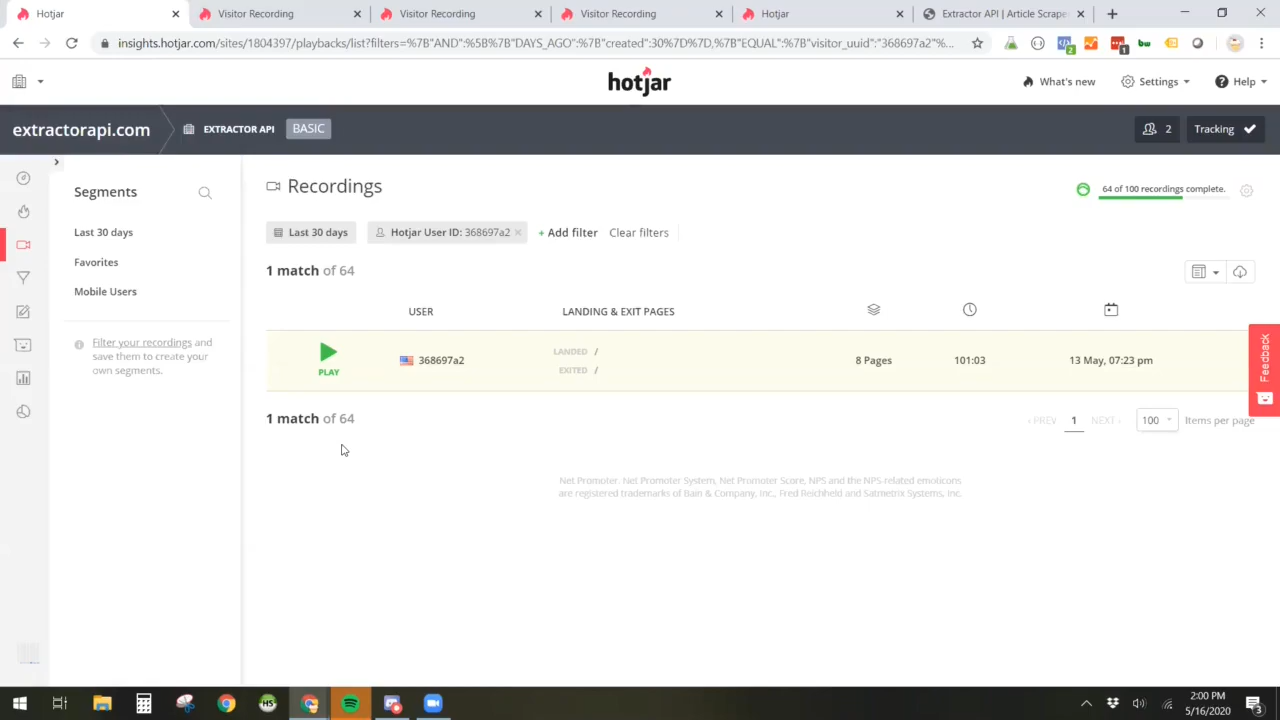 Hotjar
Visitor Recording
Visitor Recording
Visitor Recording
Hotjar
Extractor API | Article Scrape
insights.hotjar.com/sites/1804397/playbacks/list?filters=%7B"AND":%5B%7B"DAYS_AGO":%7B"created":30%7D%7D,%7B"EQUAL":%7B"visitor_uuid":"368697a2"%...
2
1
hotjar
What's new
Settings
Help
extractorapi.com
EXTRACTOR API
BASIC
2
Tracking
Segments
Last 30 days
Favorites
Mobile Users
Filter your recordings and
save them to create your
own segments.
Recordings
64 of 100 recordings complete.
Last 30 days
Hotjar User ID: 368697a2 ×
+ Add filter
Clear filters
1 match of 64
USER
LANDING & EXIT PAGES
PLAY
368697a2
LANDED /
EXITED /
8 Pages
101:03
13 May, 07:23 pm
1 match of 64
‹ PREV
1
NEXT ›
100
Items per page
Net Promoter, Net Promoter System, Net Promoter Score, NPS and the NPS-related emoticons
are registered trademarks of Bain & Company, Inc., Fred Reichheld and Satmetrix Systems, Inc.
Feedback
HS
2:00 PM
5/16/2020
3